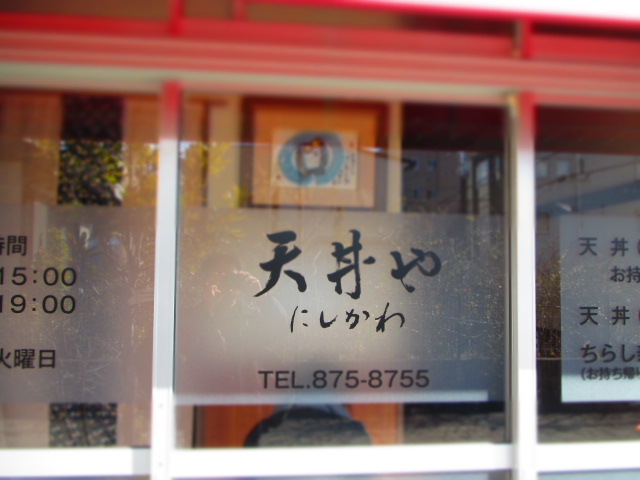 時間
15:00
19:00
火曜日
天丼や
にしかわ
TEL.875-8755
天丼
お持
天丼
ちらし
(お持ち帰り